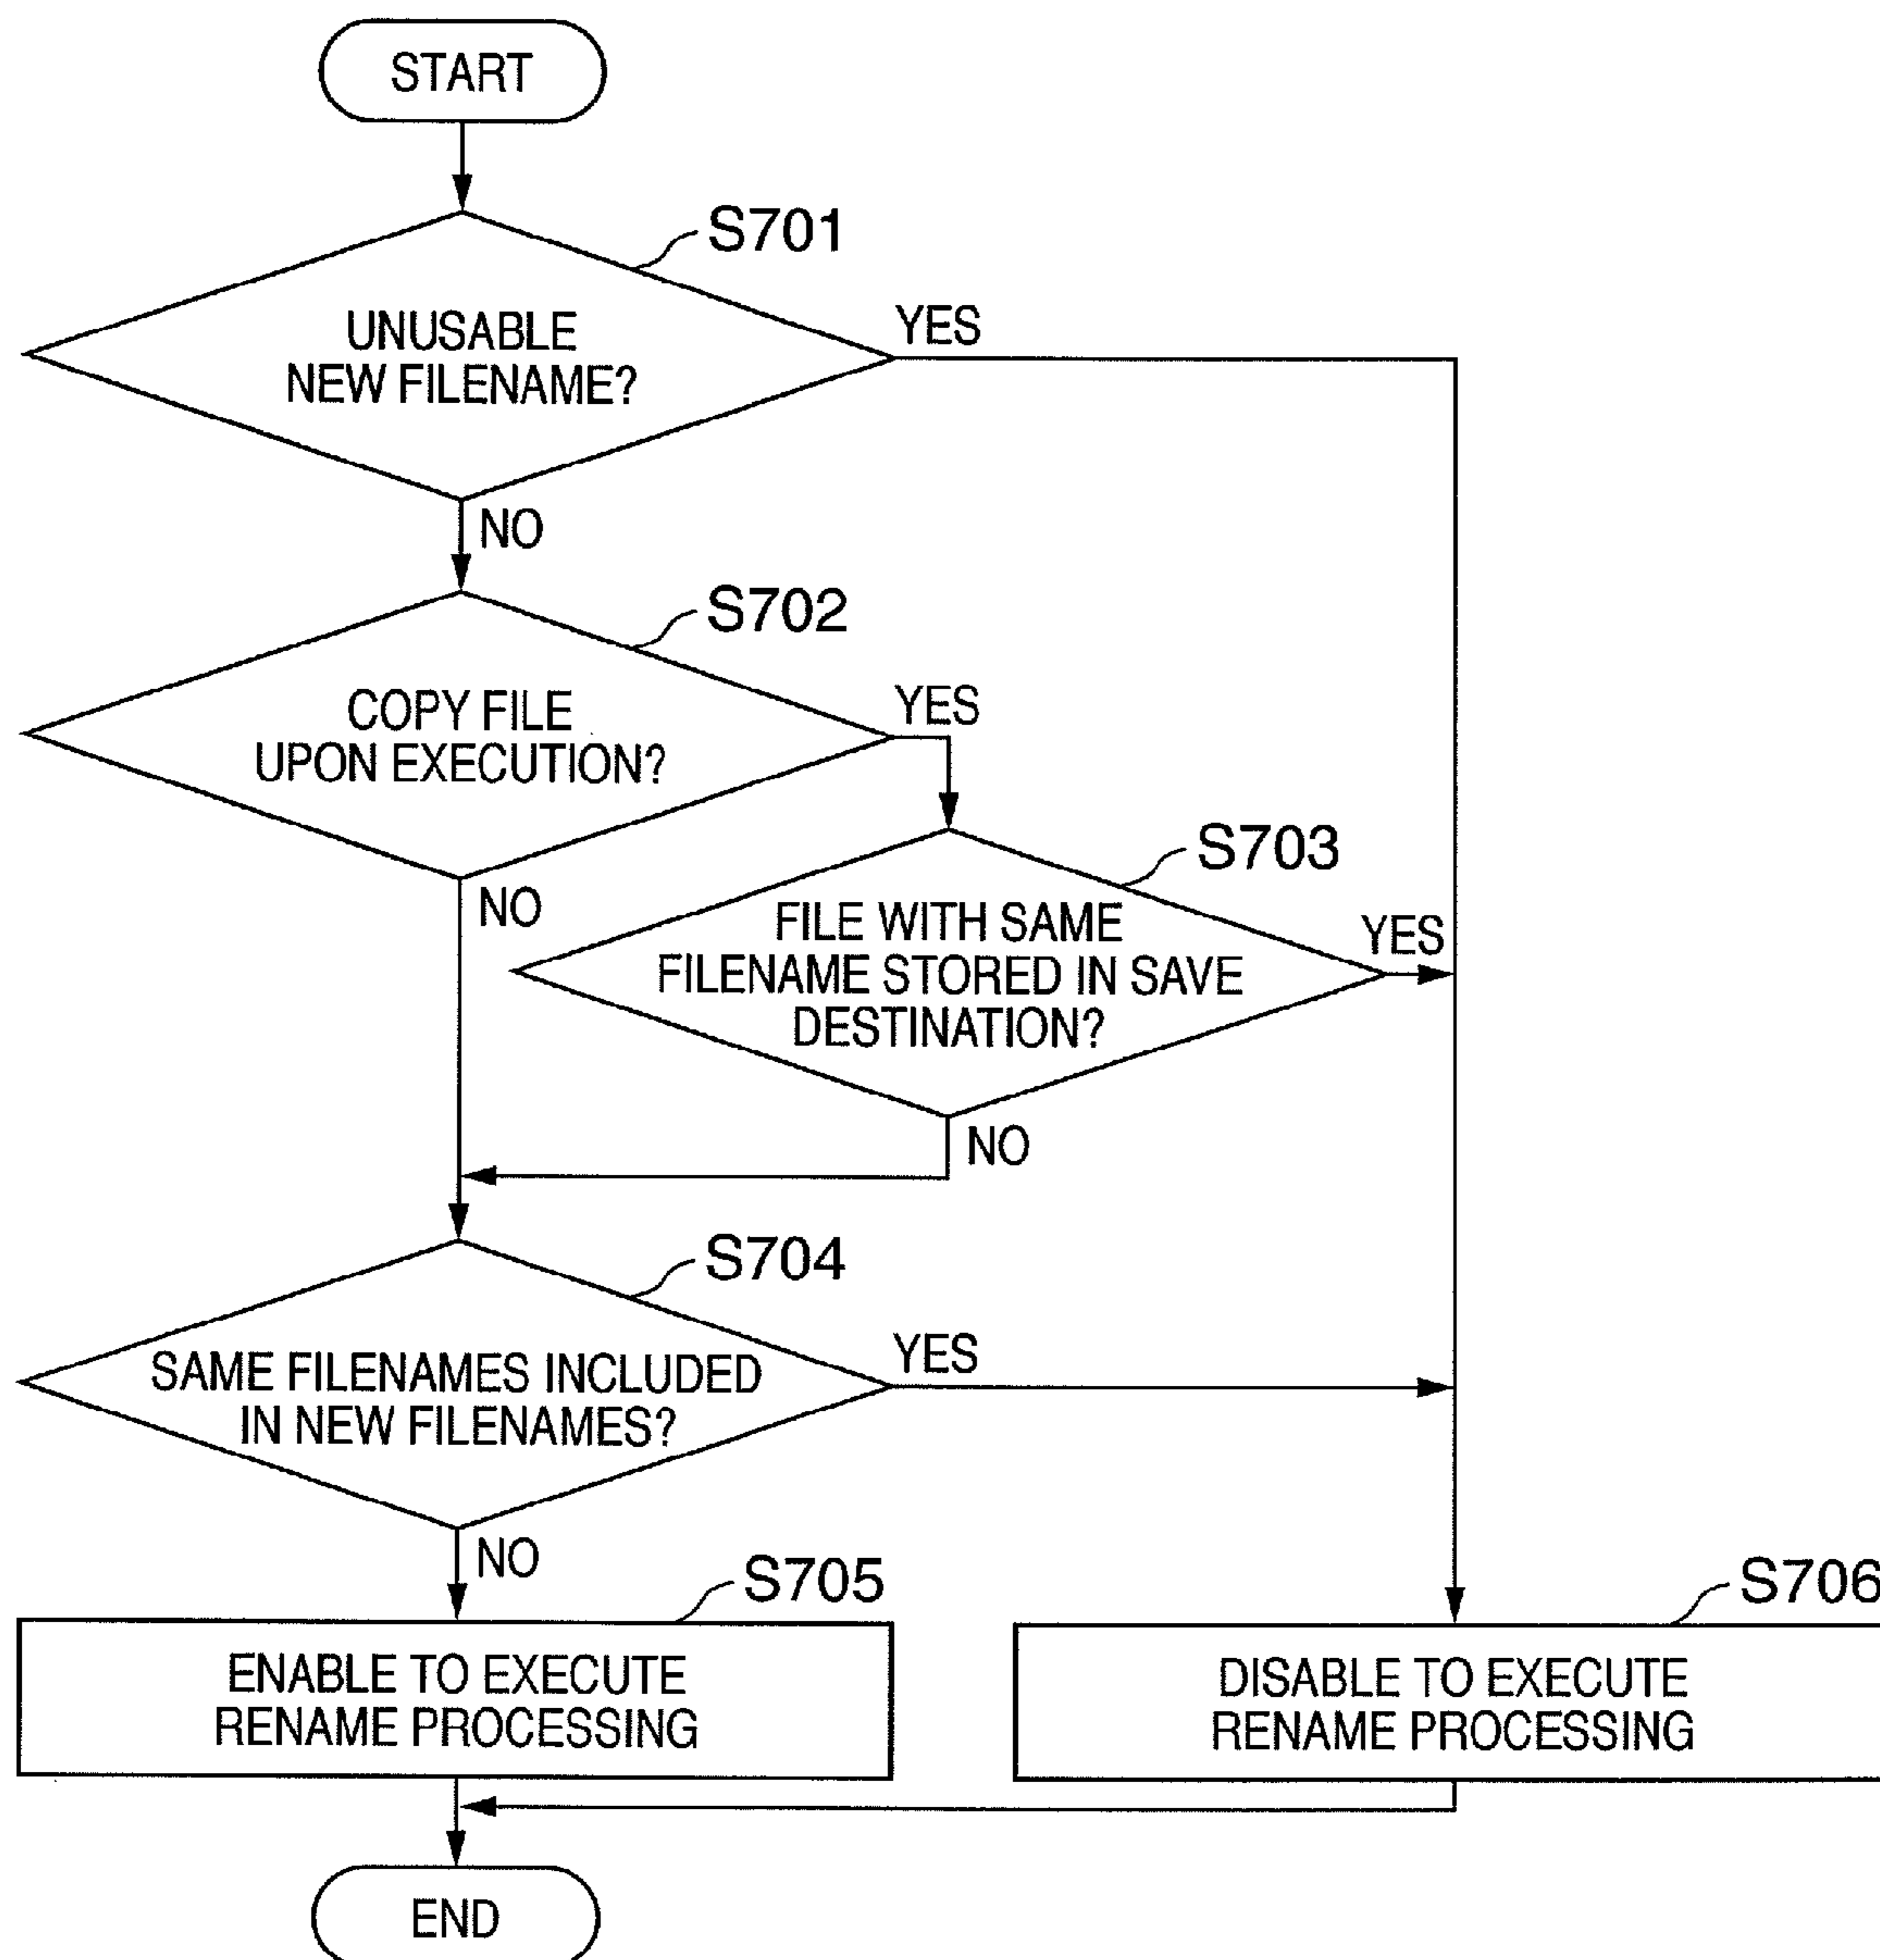 START
S701
UNUSABLE
NEW FILENAME?
YES
NO
S702
COPY FILE
UPON EXECUTION?
YES
NO
S703
FILE WITH SAME
FILENAME STORED IN SAVE
DESTINATION?
YES
NO
S704
SAME FILENAMES INCLUDED
IN NEW FILENAMES?
YES
NO
S705
ENABLE TO EXECUTE
RENAME PROCESSING
S706
DISABLE TO EXECUTE
RENAME PROCESSING
END